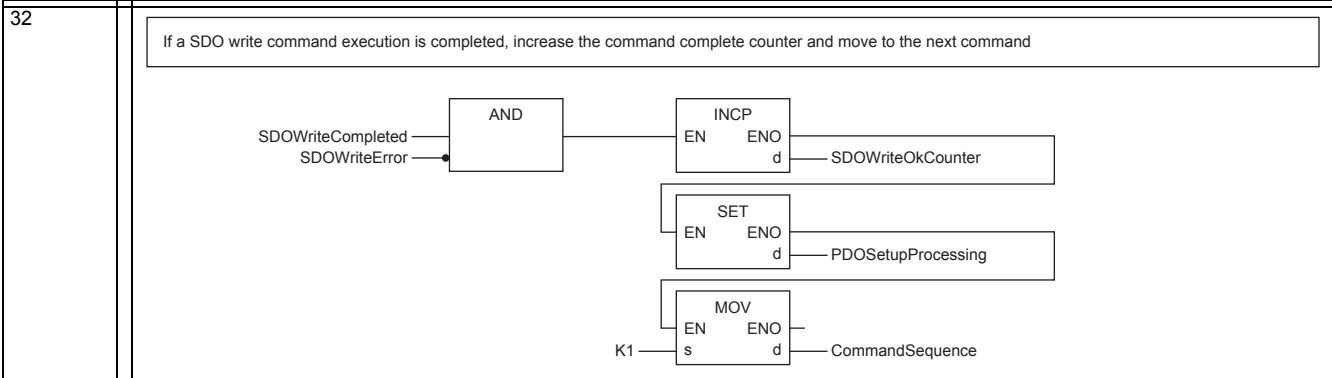 32
If a SDO write command execution is completed, increase the command complete counter and move to the next command
AND
SDOWriteCompleted
SDOWriteError
INCP
EN ENO
d SDOWriteOkCounter
SET
EN ENO
d PDOSetupProcessing
MOV
EN ENO
K1 s d CommandSequence